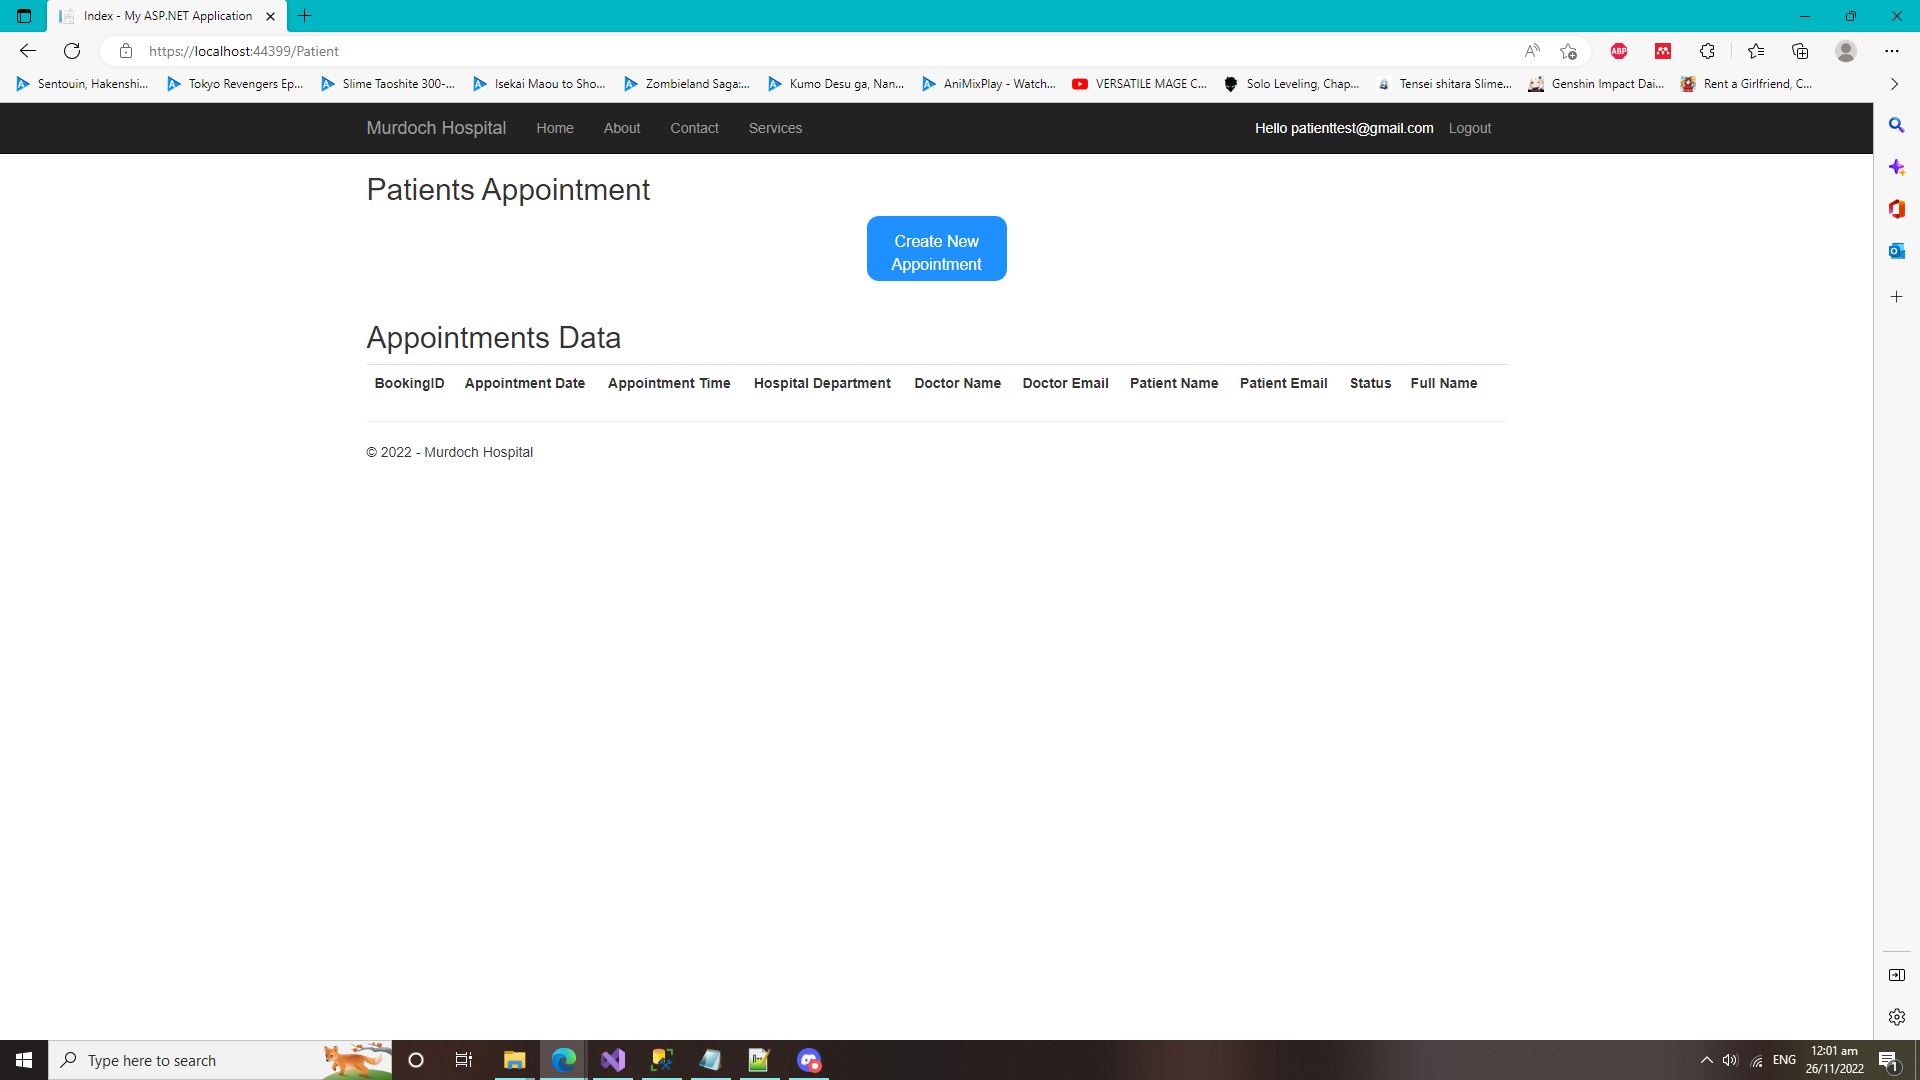 Index - My ASP.NET Application
https://localhost:44399/Patient
ABP
Sentouin, Hakenshi... Tokyo Revengers Ep... Slime Taoshite 300-... Isekai Maou to Sho... Zombieland Saga:... Kumo Desu ga, Nan... AniMixPlay - Watch... VERSATILE MAGE C... Solo Leveling, Chap... Tensei shitara Slime... Genshin Impact Dai... Rent a Girlfriend, C...
Murdoch Hospital Home About Contact Services Hello patienttest@gmail.com Logout
Patients Appointment
Create New
Appointment
Appointments Data
BookingID Appointment Date Appointment Time Hospital Department Doctor Name Doctor Email Patient Name Patient Email Status Full Name
© 2022 - Murdoch Hospital
Type here to search
ENG
12:01 am
26/11/2022
1